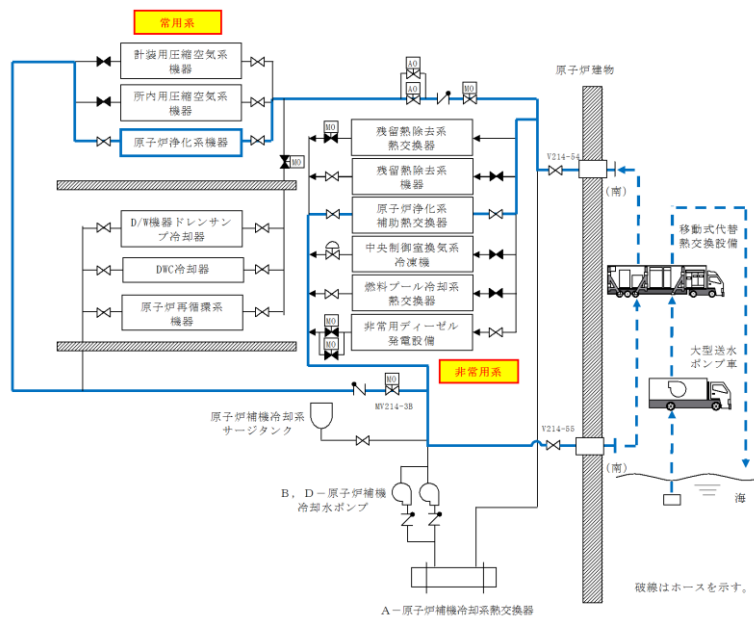 常用系
計装用圧縮空気系
機器
所内用圧縮空気系
機器
原子炉浄化系機器
MO
D/W機器ドレンサン
プ冷却器
DWC冷却器
原子炉再循環系
機器
AO
AO
MO
MO
残留熱除去系
熱交換器
残留熱除去系
機器
原子炉浄化系
補助熱交換器
中央制御室換気系
冷凍機
燃料プール冷却系
熱交換器
非常用ディーゼル
発電設備
MO
MO
非常用系
MO
MV214-3B
原子炉補機冷却系
サージタンク
B,D-原子炉補機
冷却水ポンプ
A-原子炉補機冷却系熱交換器
原子炉建物
V214-54
(南)
移動式代替
熱交換設備
大型送水
ポンプ車
V214-55
(南)
海
破線はホースを示す。